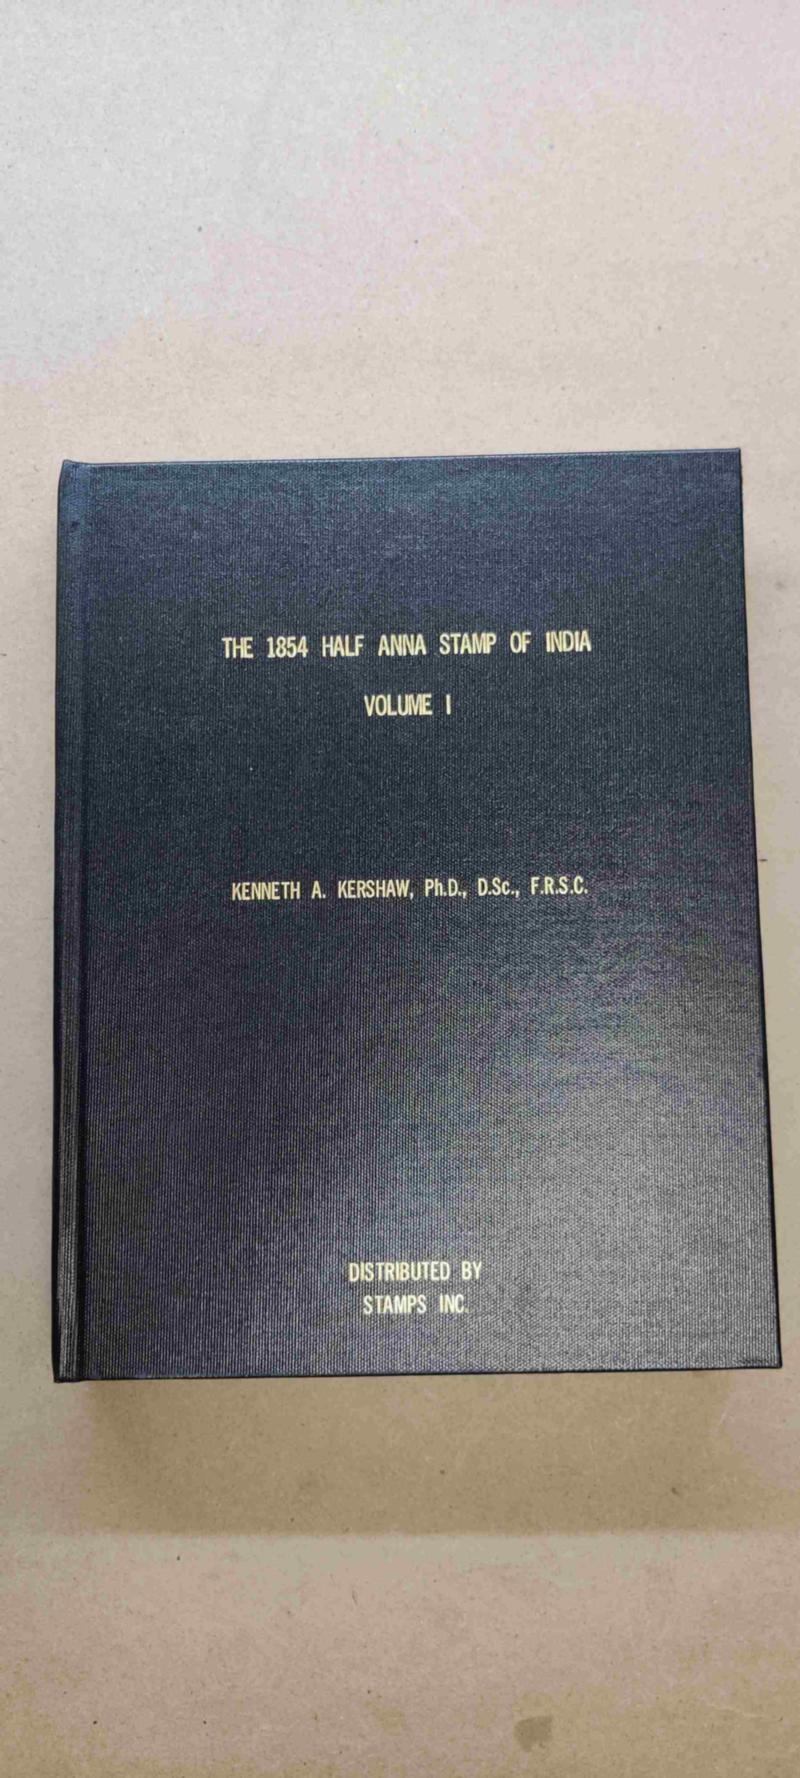 THE 1854 HALF ANNA STAMP OF INDIA
VOLUME I
KENNETH A. KERSHAW, Ph.D., D.Sc., F.R.S.C.
DISTRIBUTED BY
STAMPS INC.